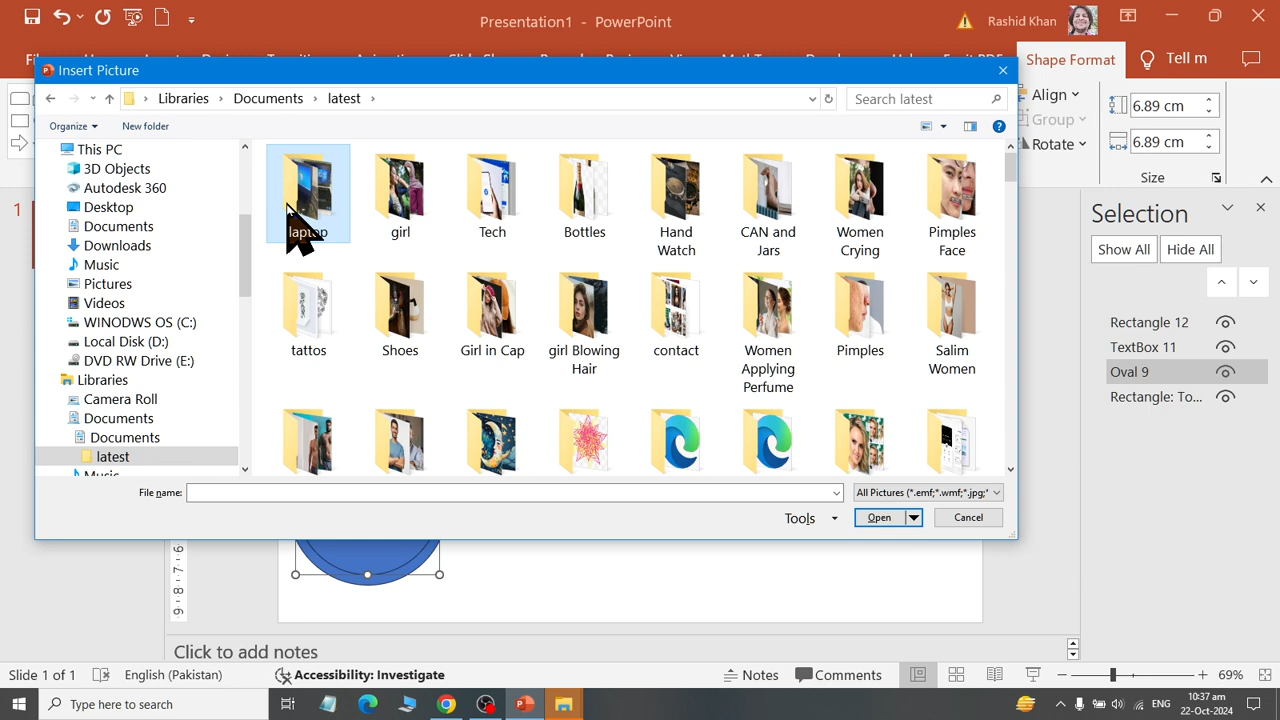 Presentation1 - PowerPoint
Rashid Khan
Shape Format
Tell m
Insert Picture
Libraries
Documents
latest
Search latest
Organize
New folder
Align
Group
Rotate
6.89 cm
6.89 cm
Size
This PC
3D Objects
Autodesk 360
Desktop
Documents
Downloads
Music
Pictures
Videos
WINODWS OS (C:)
Local Disk (D:)
DVD RW Drive (E:)
Libraries
Camera Roll
Documents
Documents
latest
laptop
girl
Tech
Bottles
Hand
Watch
CAN and
Jars
Women
Crying
Pimples
Face
tattos
Shoes
Girl in Cap
girl Blowing
Hair
contact
Women
Applying
Perfume
Pimples
Salim
Women
File name:
All Pictures (*.emf;*.wmf;*.jpg;*
Tools
Open
Cancel
1
Selection
Show All
Hide All
Rectangle 12
TextBox 11
Oval 9
Rectangle: To...
9 · 8 · 7 · 6
Click to add notes
Slide 1 of 1
English (Pakistan)
Accessibility: Investigate
Notes
Comments
69%
Type here to search
ENG
10:37 am
22-Oct-2024